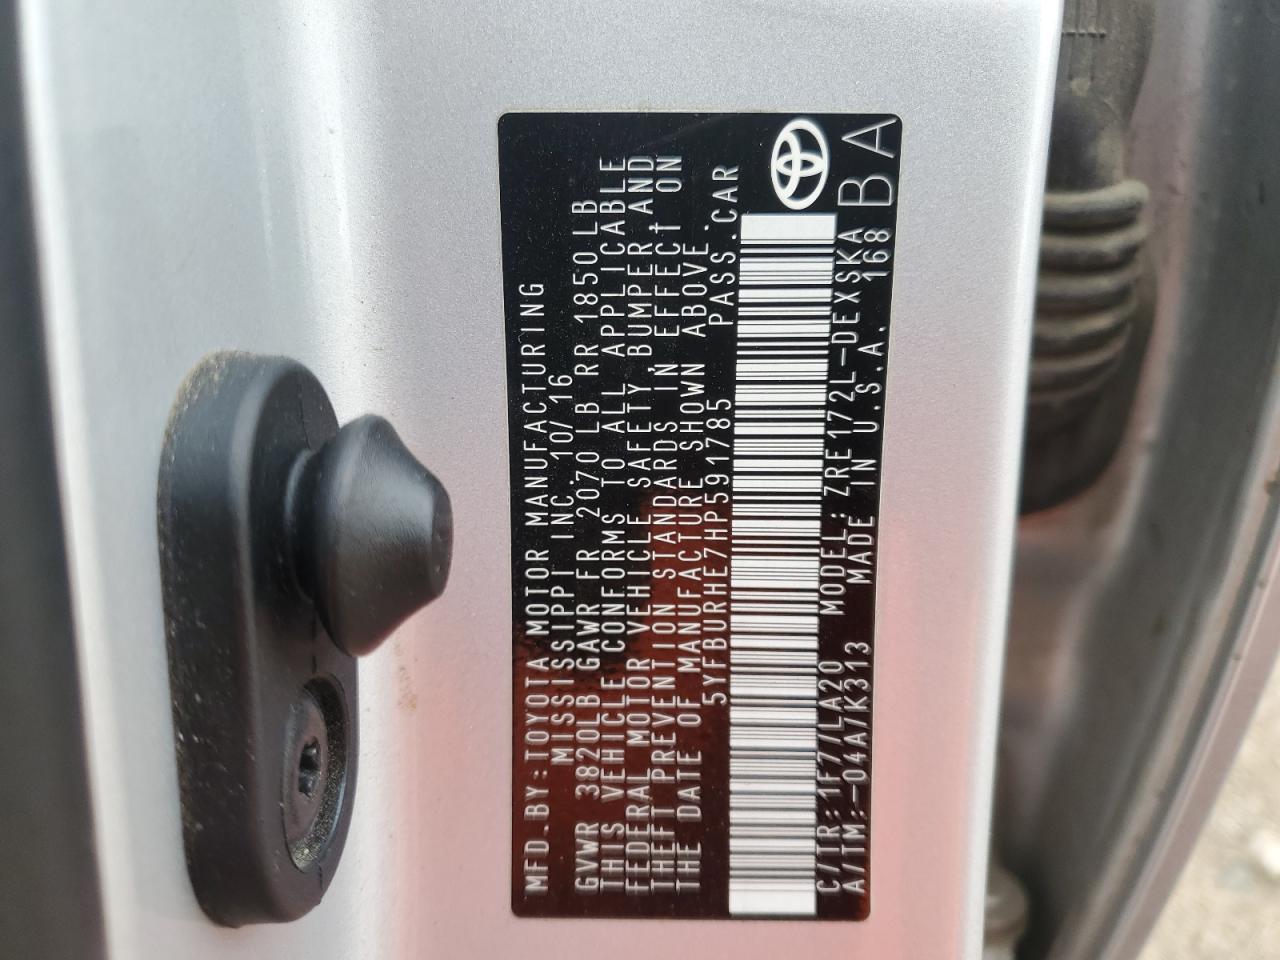 MFD.BY:TOYOTA MOTOR MANUFACTURING
MISSISSIPPI INC.10/16
GVWR 3820LB GAWR FR 2070 LB RR 1850LB
THIS VEHICLE CONFORMS TO ALL APPLICABLE
FEDERAL MOTOR VEHICLE SAFETY, BUMPER,AND
THEFT PREVENTION STANDARDS IN EFFECT ON
THE DATE OF MANUFACTURE SHOWN ABOVE.
5YFBURHE7HP591785 PASS.CAR
C/TR:1F7/LA20 MODEL:ZRE172L-DEXSKA
A/TM:-04A/K313 MADE IN U.S.A. 168
BA